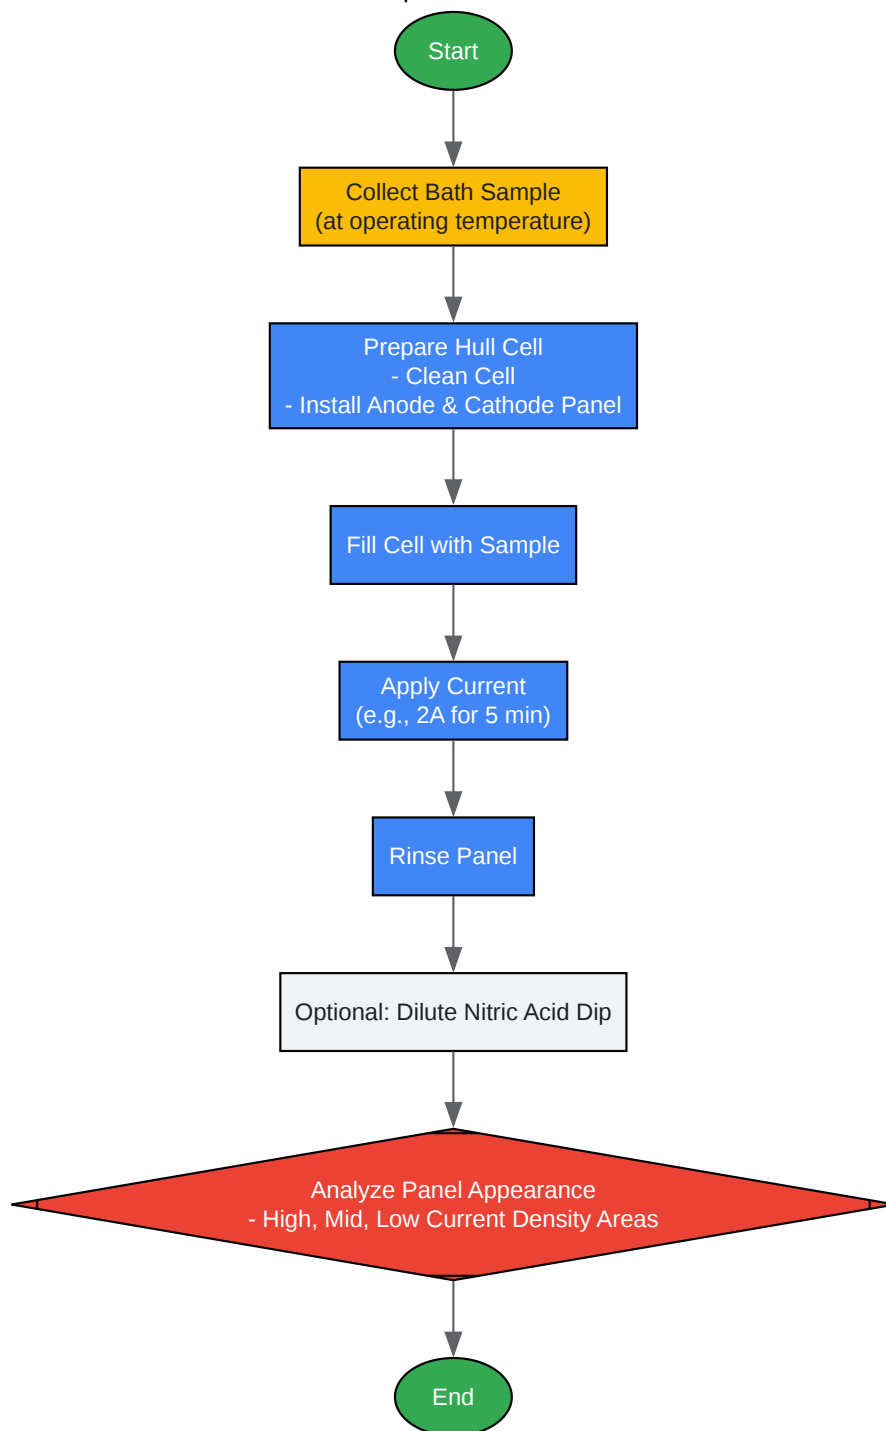 Start
Collect Bath Sample
(at operating temperature)
Prepare Hull Cell
- Clean Cell
- Install Anode & Cathode Panel
Fill Cell with Sample
Apply Current
(e.g., 2A for 5 min)
Rinse Panel
Optional: Dilute Nitric Acid Dip
Analyze Panel Appearance
- High, Mid, Low Current Density Areas
End